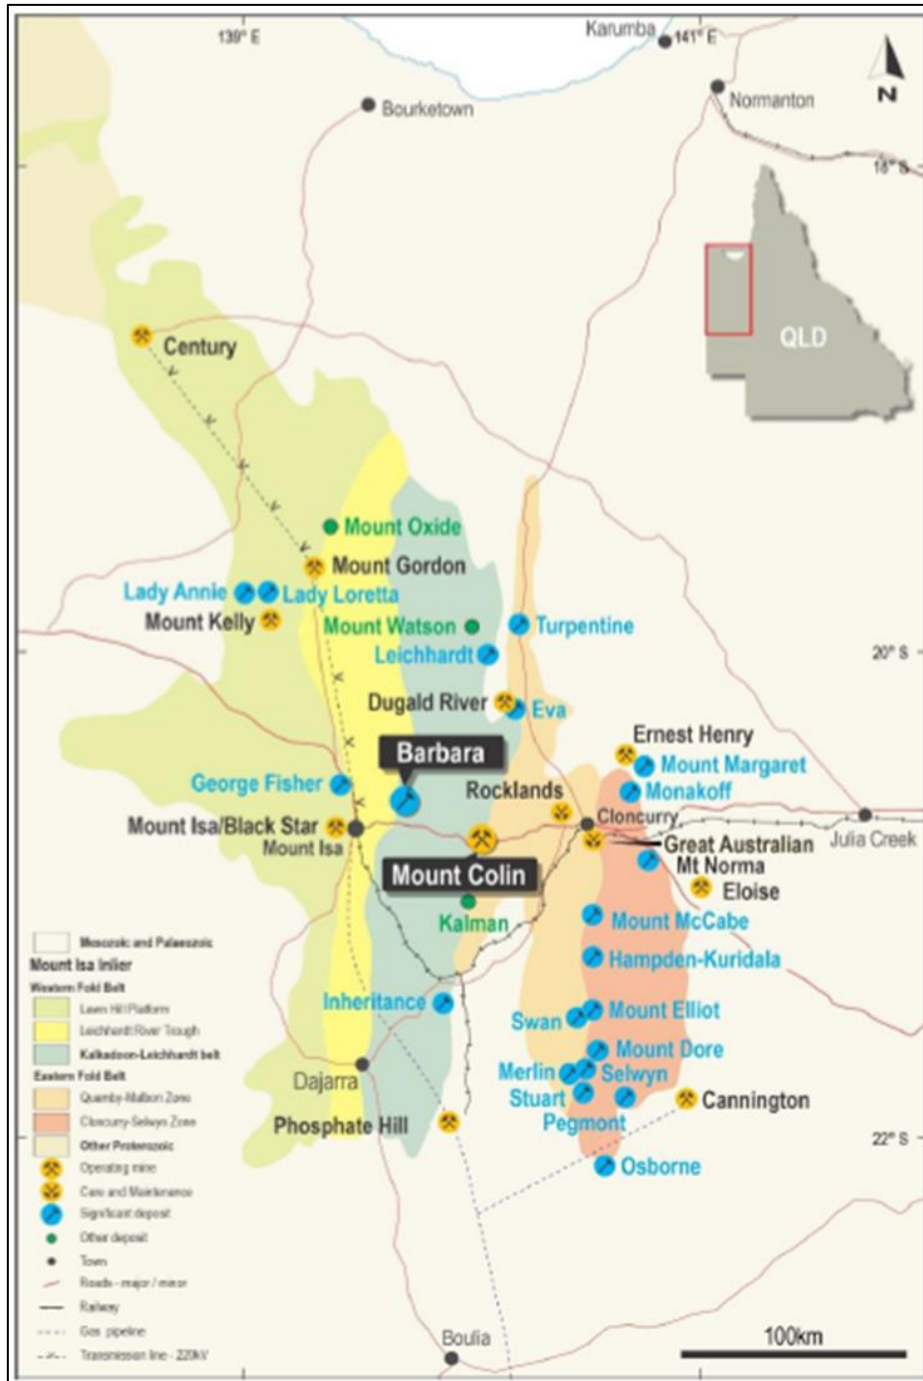 139° E
Karumba
141° E
N
Bourketown
Normanton
18° S
QLD
Century
Mount Oxide
Mount Gordon
Lady Annie
Lady Loretta
Mount Kelly
Mount Watson
Turpentine
Leichhardt
20° S
Dugald River
Eva
Ernest Henry
Barbara
Mount Margaret
George Fisher
Rocklands
Monakoff
Mount Isa/Black Star
Cloncurry
Mount Isa
Great Australian
Julia Creek
Mount Colin
Mt Norma
Eloise
Kalman
Mount McCabe
Mesozoic and Palaeozoic
Hampden-Kuridala
Mount Isa Inlier
Western Fold Belt
Inheritance
Lawn Hill Platform
Mount Elliot
Swan
Leichhardt River Trough
Kalkadoon-Leichhardt belt
Mount Dore
Eastern Fold Belt
Dajarra
Merlin
Selwyn
Quamby-Malbon Zone
Stuart
Cannington
Cloncurry-Selwyn Zone
Phosphate Hill
Pegmont
Other Proterozoic
22° S
Operating mine
Osborne
Care and Maintenance
Significant deposit
Other deposit
Town
Roads - major / minor
Railway
Gas pipeline
Boulia
100km
Transmission line - 220kV